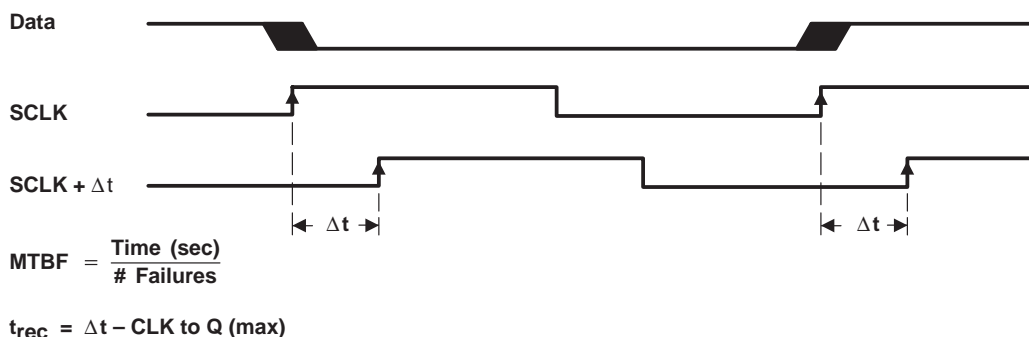 Data
SCLK
SCLK + Δt
Δt
Δt
MTBF = Time (sec)
# Failures
trec = Δt – CLK to Q (max)